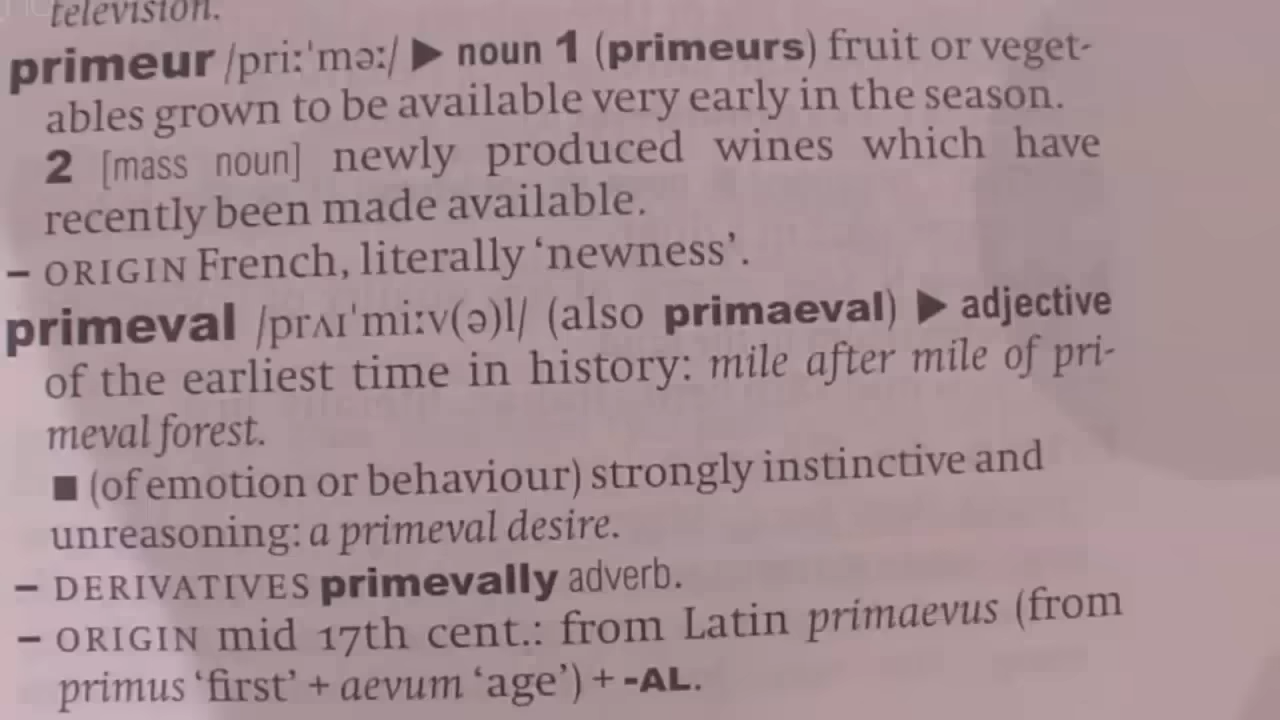 television.
primeur /priːˈməː/ ▶ noun 1 (primeurs) fruit or veget-
ables grown to be available very early in the season.
2 [mass noun] newly produced wines which have
recently been made available.
– ORIGIN French, literally ‘newness’.
primeval /prʌɪˈmiːv(ə)l/ (also primaeval) ▶ adjective
of the earliest time in history: mile after mile of pri-
meval forest.
■ (of emotion or behaviour) strongly instinctive and
unreasoning: a primeval desire.
– DERIVATIVES primevally adverb.
– ORIGIN mid 17th cent.: from Latin primaevus (from
primus ‘first’ + aevum ‘age’) + -AL.